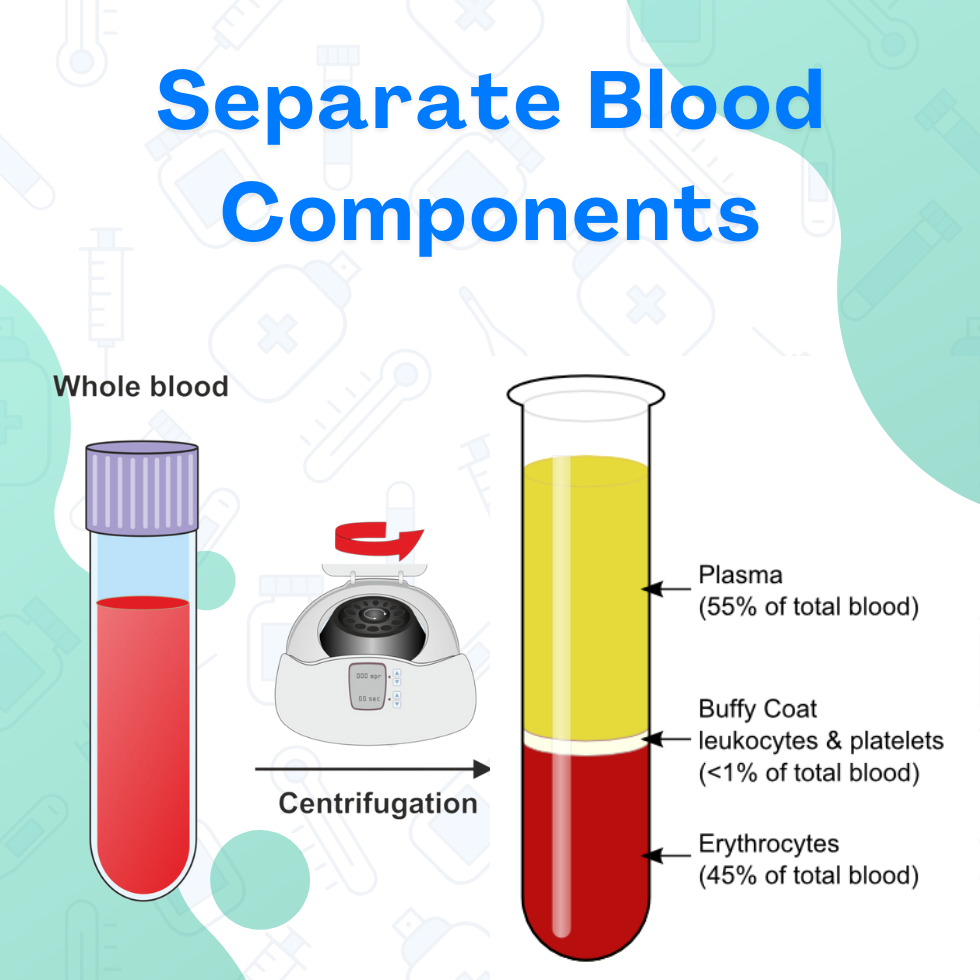 Separate Blood
Components
Whole blood
000 mpr
00 sec
Centrifugation
Plasma
(55% of total blood)
Buffy Coat
leukocytes & platelets
(<1% of total blood)
Erythrocytes
(45% of total blood)